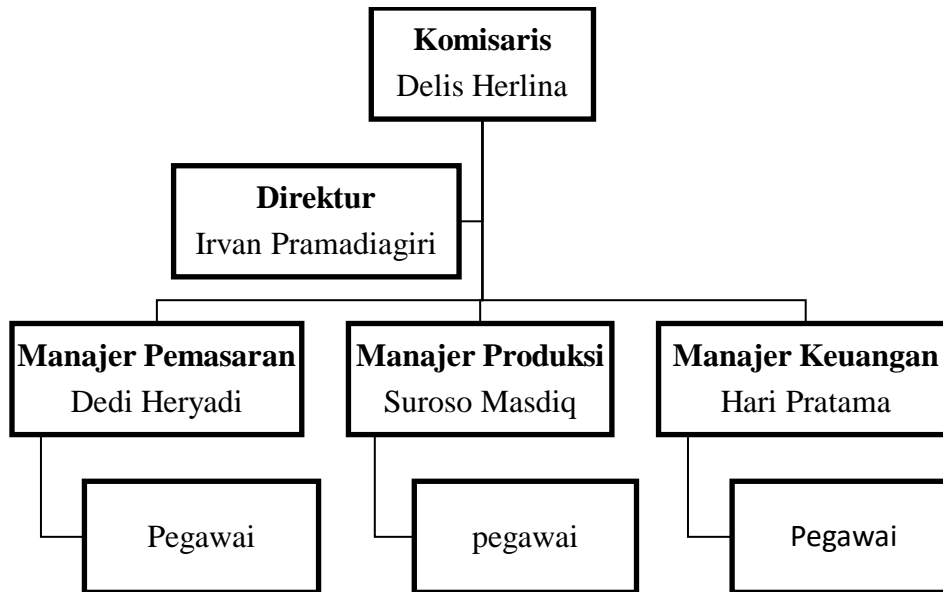 Komisaris
Delis Herlina
Direktur
Irvan Pramadiagiri
Manajer Pemasaran
Dedi Heryadi
Manajer Produksi
Suroso Masdiq
Manajer Keuangan
Hari Pratama
Pegawai
pegawai
Pegawai